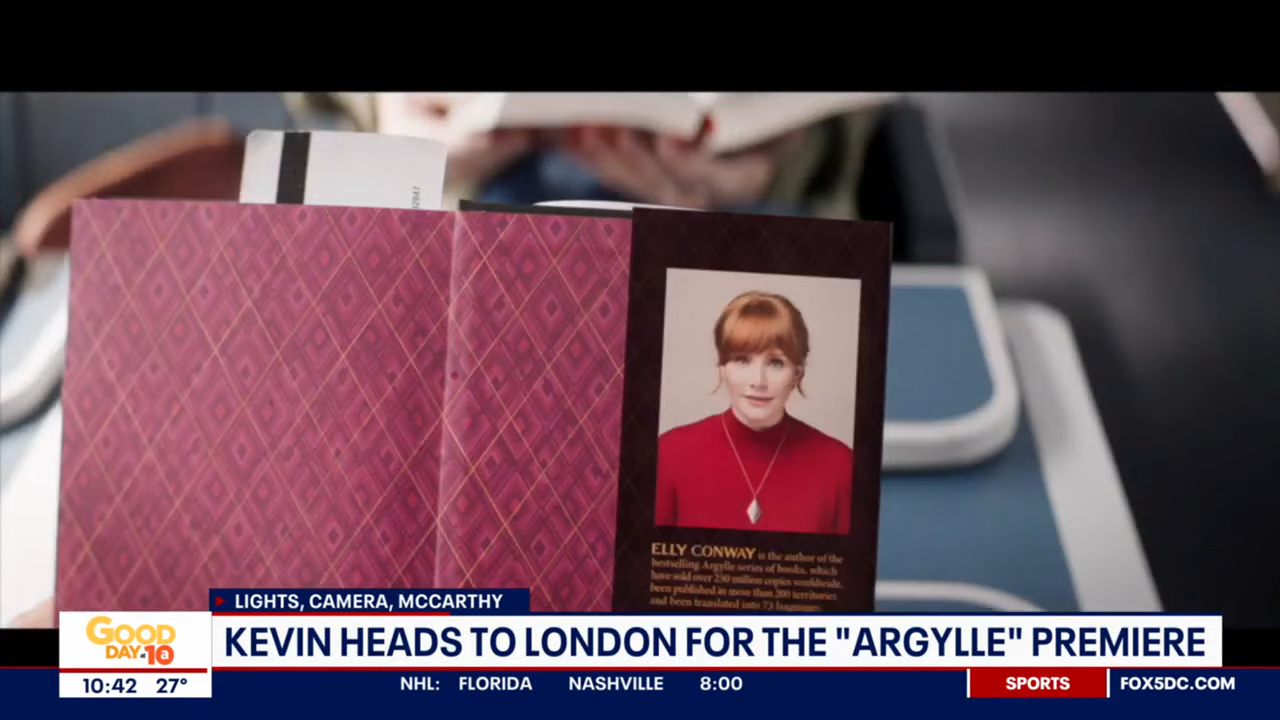 32847
ELLY CONWAY is the author of the
bestselling Argylle series of books, which
have sold over 250 million copies worldwide,
been published in more than 200 territories
and been translated into 73 languages.
LIGHTS, CAMERA, MCCARTHY
GOOD
DAY @ 10a
KEVIN HEADS TO LONDON FOR THE "ARGYLLE" PREMIERE
10:42 27°
NHL: FLORIDA NASHVILLE 8:00
SPORTS
FOX5DC.COM